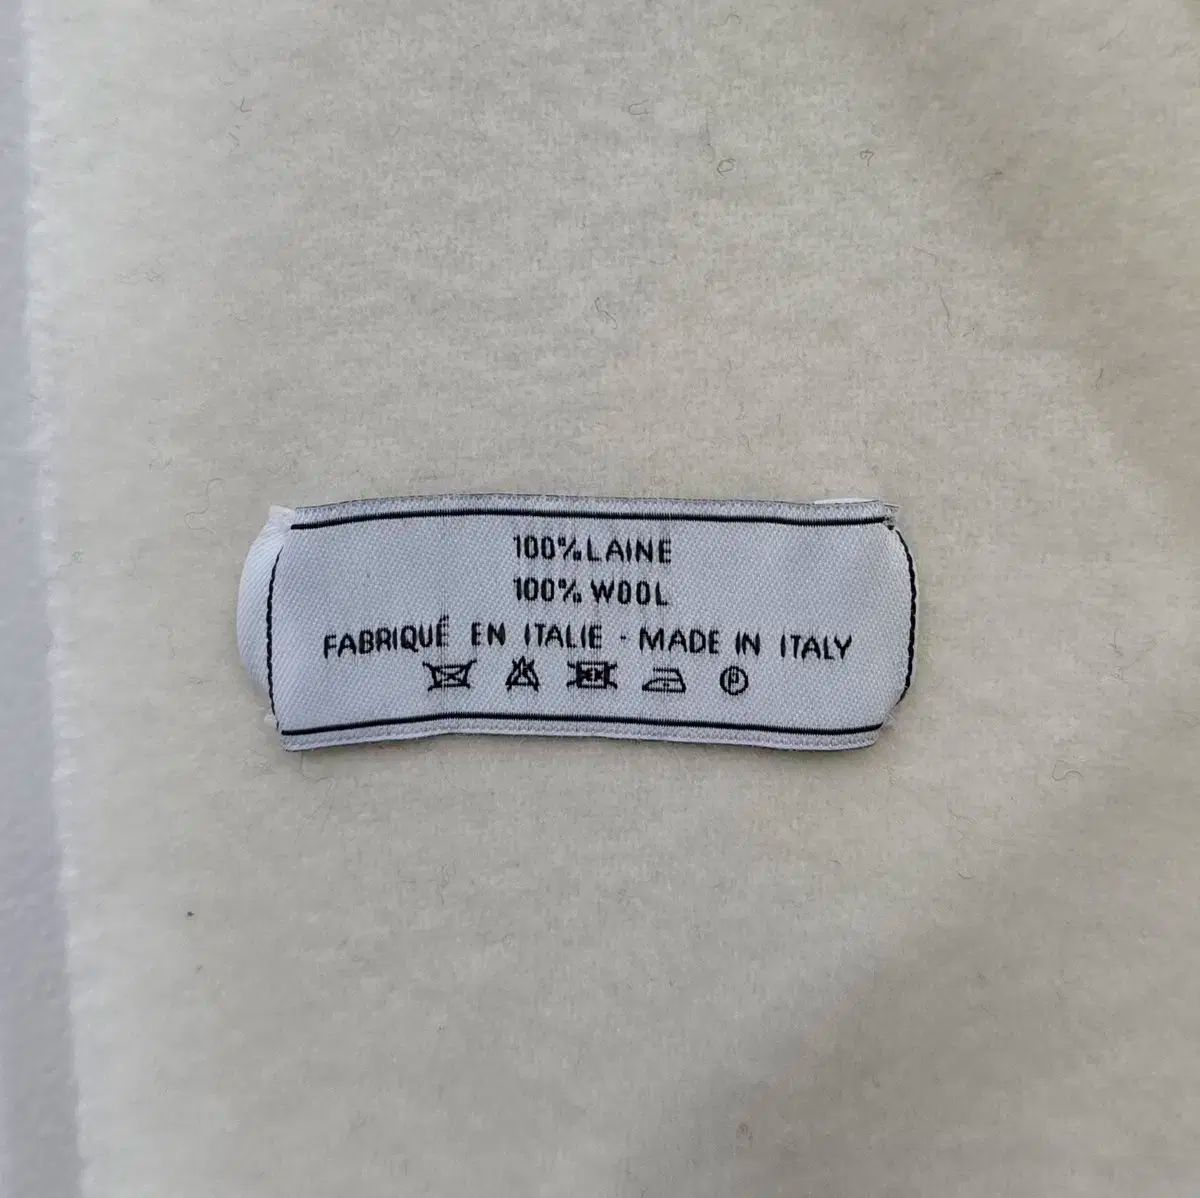 100% LAINE
100% WOOL
FABRIQUÉ EN ITALIE · MADE IN ITALY
P